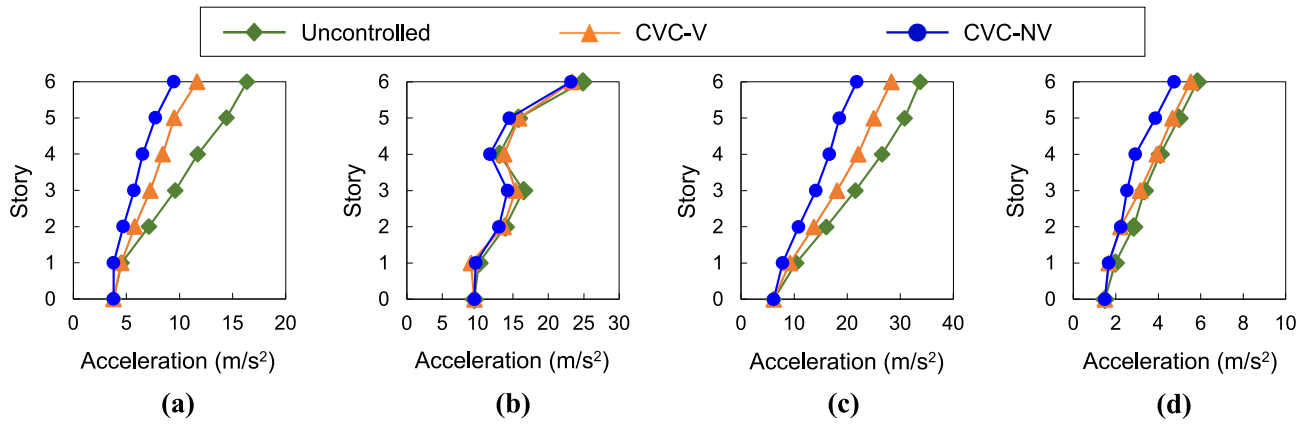 Uncontrolled CVC-V CVC-NV
6 6 6 6
5 5 5 5
4 4 4 4
3 3 3 3
2 2 2 2
1 1 1 1
0 0 0 0
Story Story Story Story
0 5 10 15 20 0 5 10 15 20 25 30 0 10 20 30 40 0 2 4 6 8 10
Acceleration (m/s²) Acceleration (m/s²) Acceleration (m/s²) Acceleration (m/s²)
(a) (b) (c) (d)